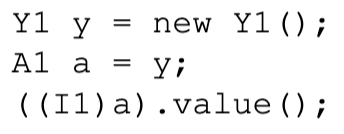 Y1 y = new Y1();
A1 a = y;
((I1)a).value();